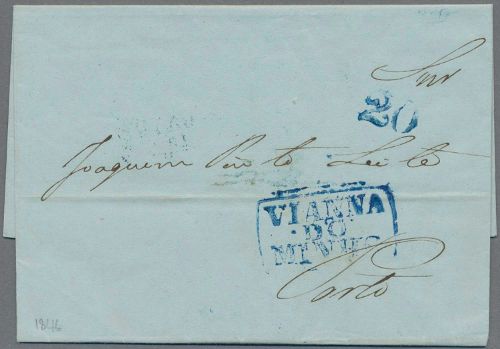 Snr
20
Joaquim Pinto Leite
VIANNA
DO
MINHO
Porto
1846